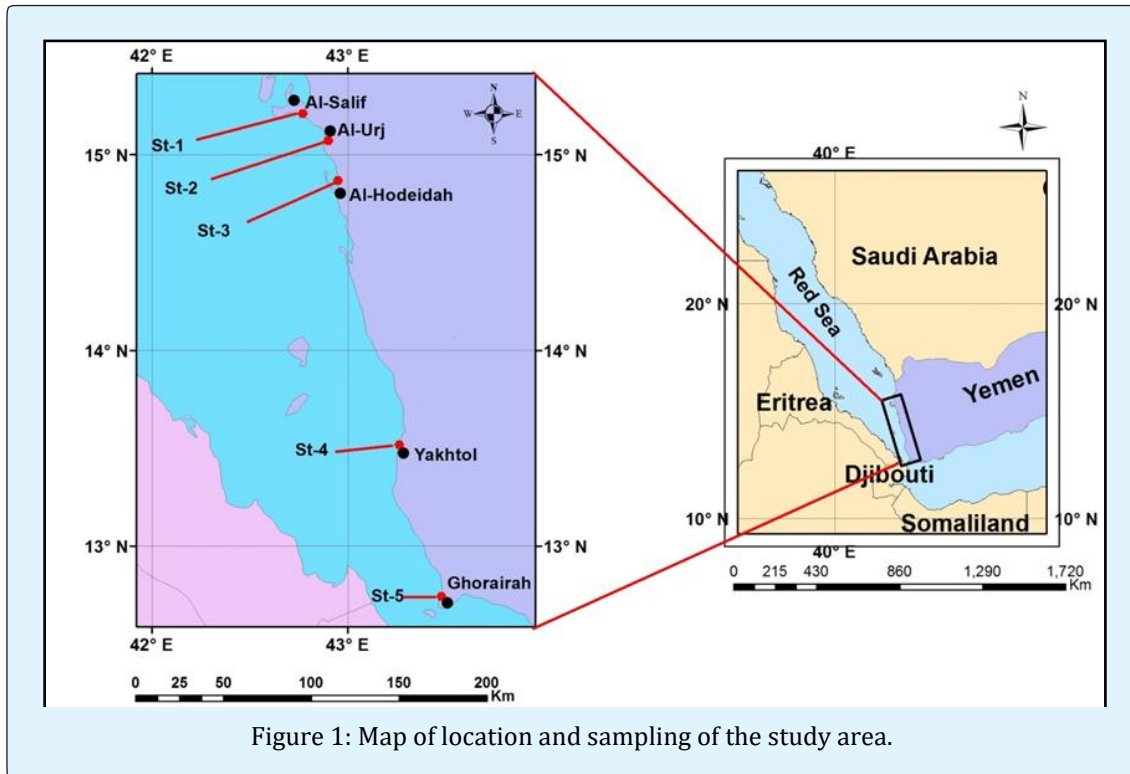 42° E
43° E
N
W
E
S
Al-Salif
Al-Urj
St-1
15° N
15° N
St-2
Al-Hodeidah
St-3
14° N
14° N
St-4
Yakhtol
13° N
13° N
Ghorairah
St-5
42° E
43° E
0 25 50 100 150 200
Km
N
40° E
Saudi Arabia
Red Sea
20° N
20° N
Yemen
Eritrea
Djibouti
10° N
Somaliland
10° N
40° E
0 215 430 860 1,290 1,720
Km
Figure 1: Map of location and sampling of the study area.